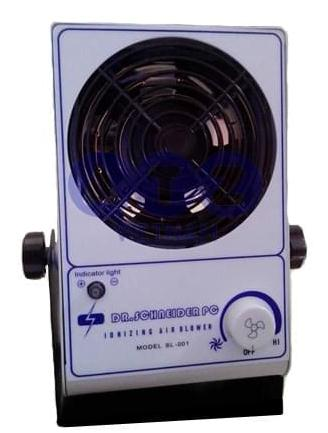 Indicator light
DR.SCHNEIDER PC
IONIZING AIR BLOWER
MODEL SL-001
OFF
HI